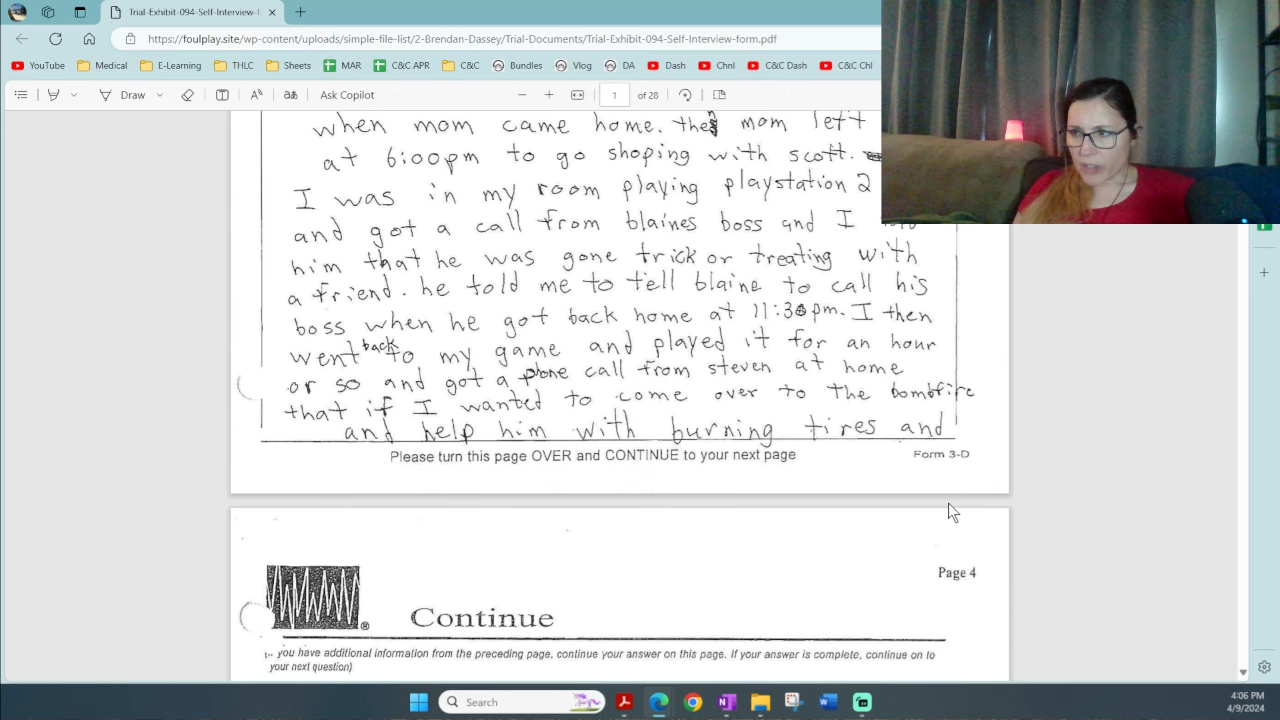 Trial-Exhibit-094-Self-Interview-f
https://foulplay.site/wp-content/uploads/simple-file-list/2-Brendan-Dassey/Trial-Documents/Trial-Exhibit-094-Self-Interview-form.pdf
YouTube Medical E-Learning THLC Sheets MAR C&C APR C&C Bundles Vlog DA Dash Chnl C&C Dash C&C Chl
Draw Ask Copilot 1 of 28
when mom came home. then mom left
at 6:00pm to go shoping with scott.
I was in my room playing playstation 2
and got a call from blaines boss and I
him that he was gone trick or treating with
a friend. he told me to tell blaine to call his
boss when he got back home at 11:30pm. I then
went back to my game and played it for an hour
or so and got a phone call from steven at home
that if I wanted to come over to the bombfire
and help him with burning tires and
Please turn this page OVER and CONTINUE to your next page Form 3-D
Page 4
®
Continue
you have additional information from the preceding page, continue your answer on this page. If your answer is complete, continue on to
your next question)
Search
4:06 PM
4/9/2024